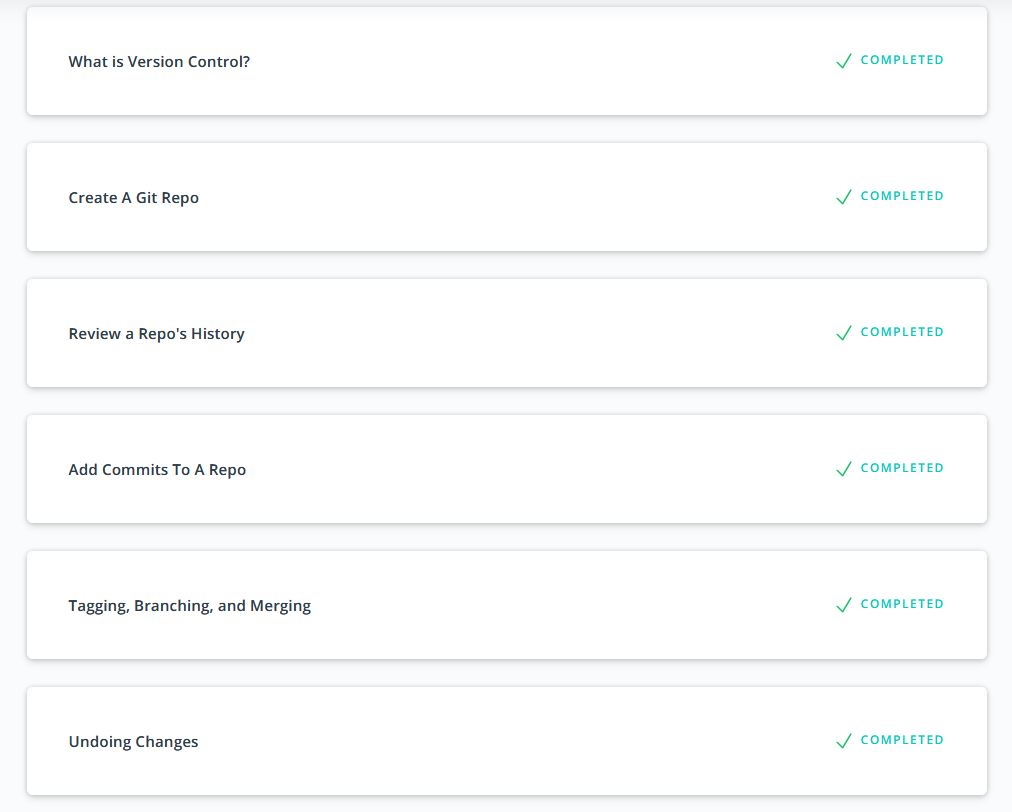 What is Version Control?
COMPLETED
Create A Git Repo
COMPLETED
Review a Repo's History
COMPLETED
Add Commits To A Repo
COMPLETED
Tagging, Branching, and Merging
COMPLETED
Undoing Changes
COMPLETED